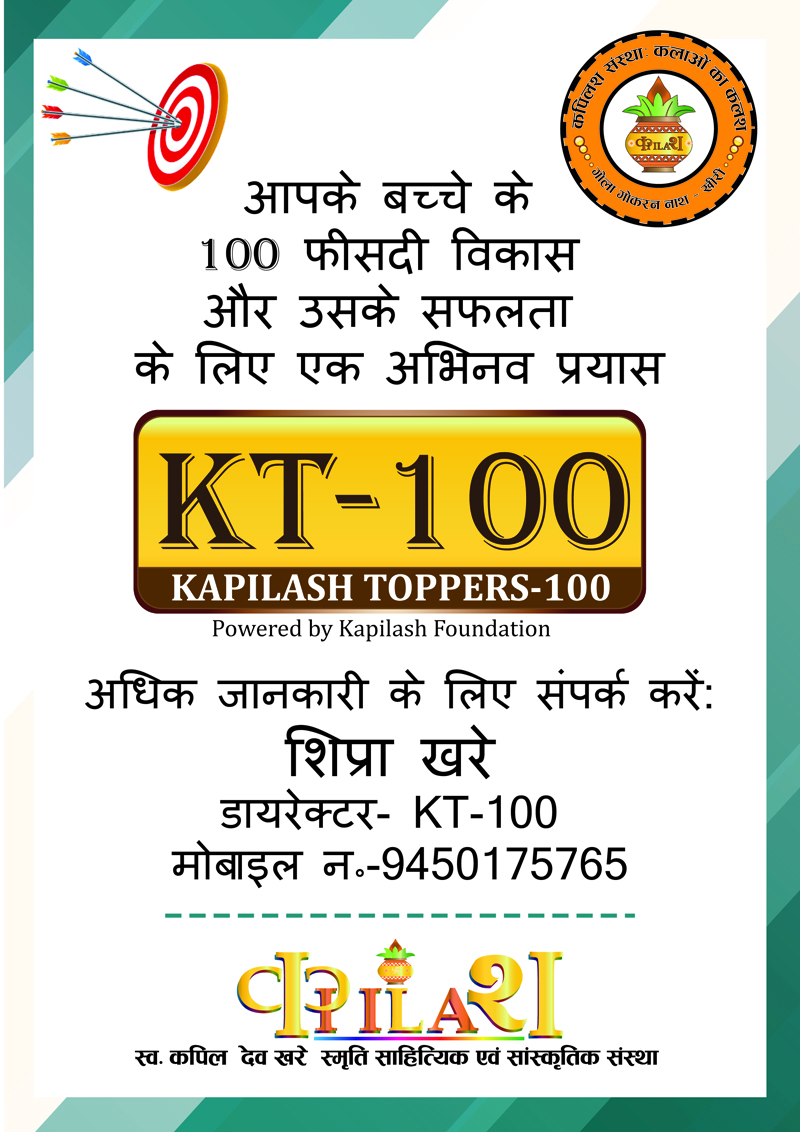 कपिलश संस्था: कलाओं का कलश
कPILAश
गोला गोकरन नाथ - खीरी
आपके बच्चे के
100 फीसदी विकास
और उसके सफलता
के लिए एक अभिनव प्रयास
KT-100
KAPILASH TOPPERS-100
Powered by Kapilash Foundation
अधिक जानकारी के लिए संपर्क करें:
शिप्रा खरे
डायरेक्टर- KT-100
मोबाइल न॰-9450175765
कPILAश
स्व. कपिल देव खरे स्मृति साहित्यिक एवं सांस्कृतिक संस्था